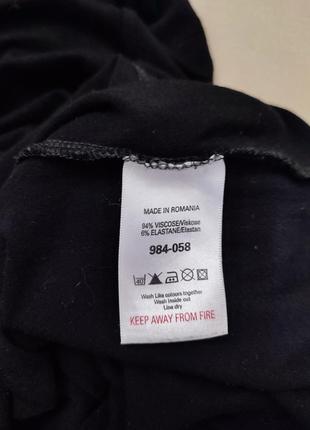 MADE IN ROMANIA
94% VISCOSE/Viskose
6% ELASTANE/Elastan
984-058
40
Wash Like colours together
Wash Inside out
Line dry
KEEP AWAY FROM FIRE